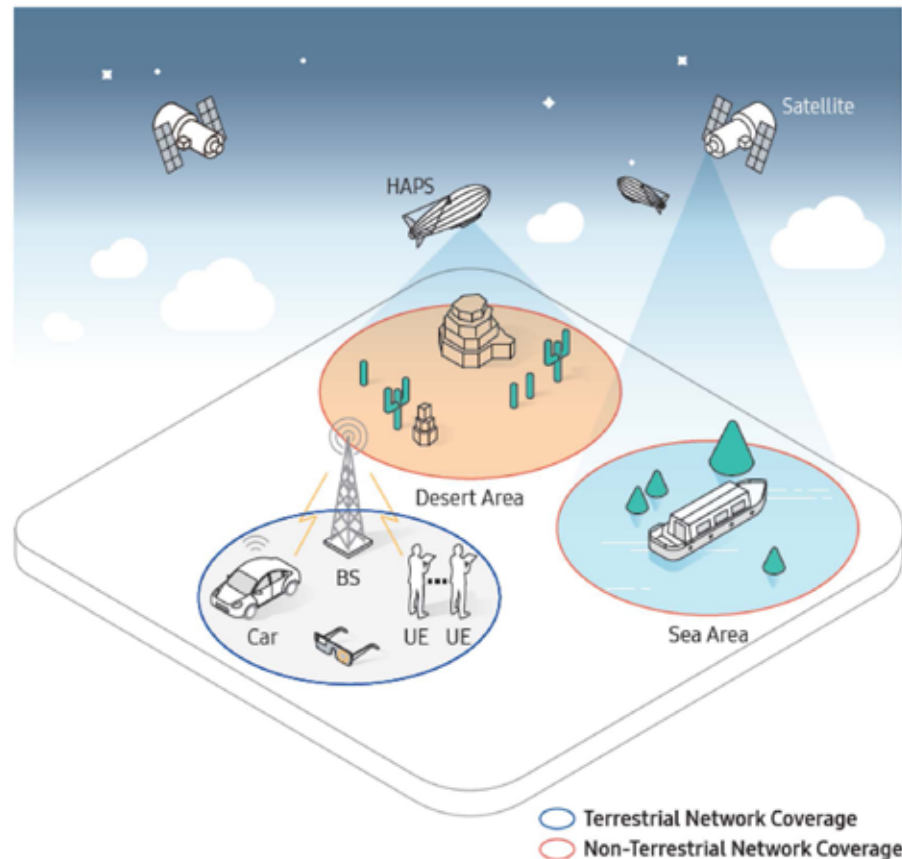 Satellite
HAPS
Desert Area
BS
Car
UE UE
Sea Area
Terrestrial Network Coverage
Non-Terrestrial Network Coverage